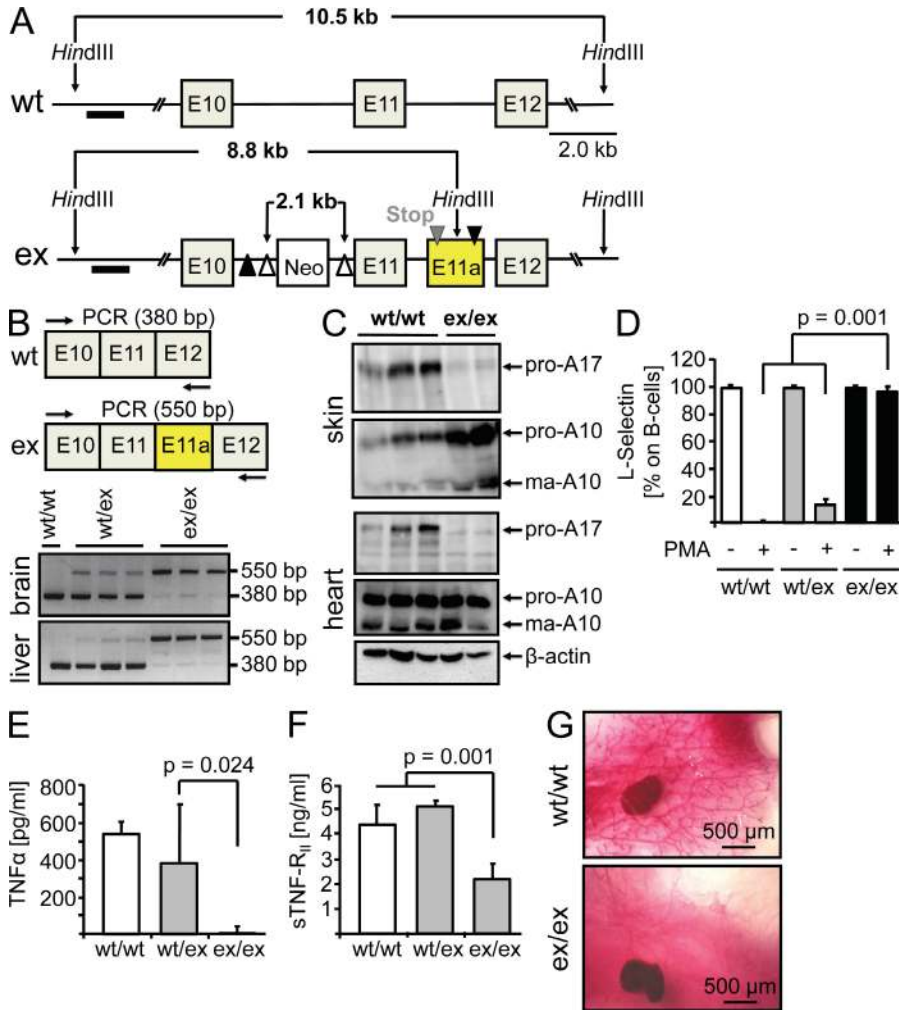 A
10.5 kb
HindIII HindIII
wt
E10 E11 E12
2.0 kb
8.8 kb
HindIII HindIII HindIII
2.1 kb
Stop
ex
E10 Neo E11 E11a E12
B
PCR (380 bp)
wt
E10 E11 E12
PCR (550 bp)
ex
E10 E11 E11a E12
wt/wt wt/ex ex/ex
brain
550 bp
380 bp
liver
550 bp
380 bp
C
wt/wt ex/ex
skin
pro-A17
pro-A10
ma-A10
heart
pro-A17
pro-A10
ma-A10
β-actin
D
p = 0.001
L-Selectin
[% on B-cells]
120
100
80
60
40
20
PMA - + - + - +
wt/wt wt/ex ex/ex
E
p = 0.024
TNFα [pg/ml]
800
600
400
200
wt/wt wt/ex ex/ex
F
p = 0.001
sTNF-RII [ng/ml]
6
5
4
3
2
1
wt/wt wt/ex ex/ex
G
wt/wt
500 µm
ex/ex
500 µm